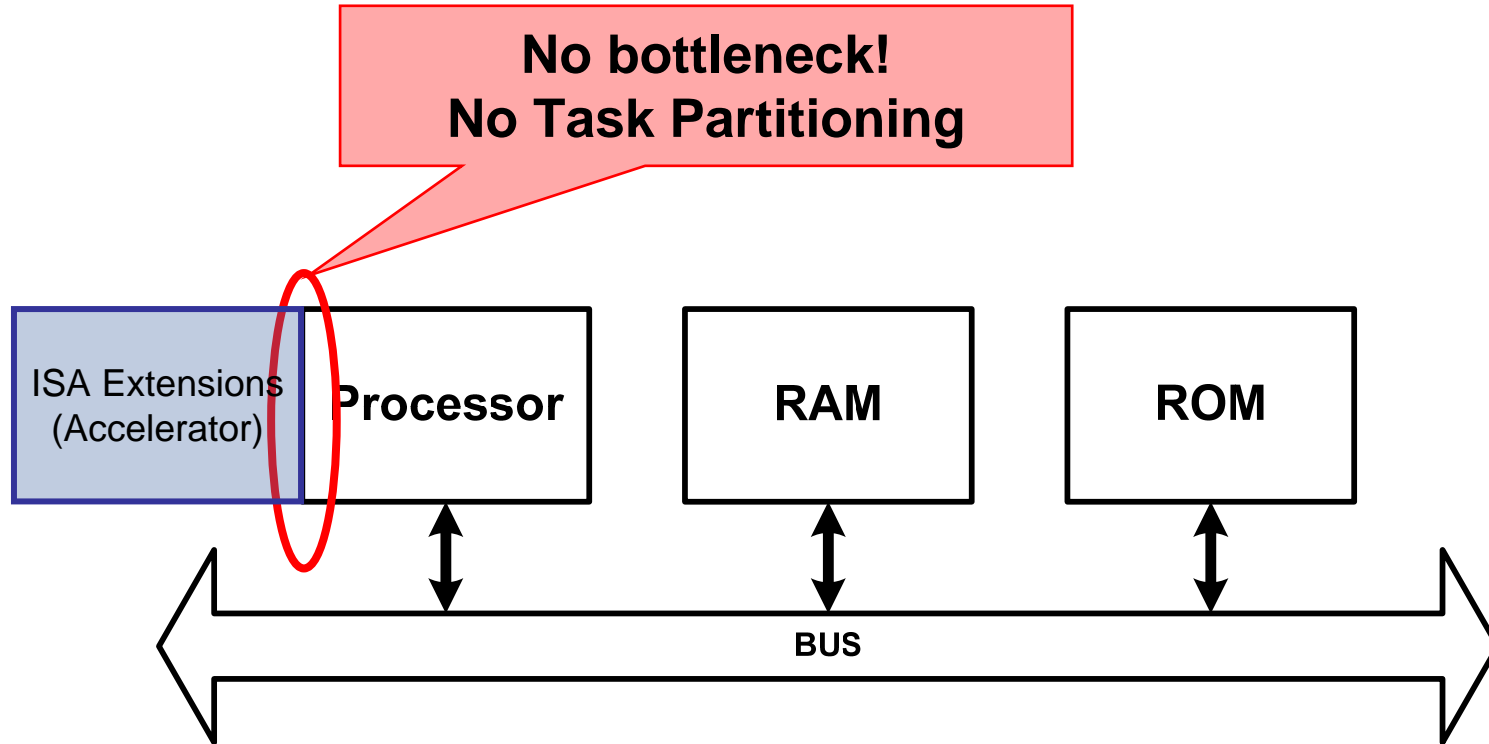 No bottleneck!
No Task Partitioning
ISA Extensions
(Accelerator)
Processor
RAM
ROM
BUS